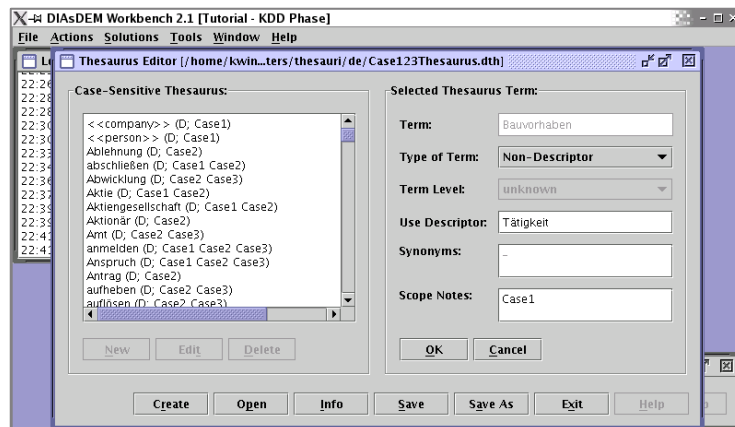 DIAsDEM Workbench 2.1 [Tutorial - KDD Phase]
File Actions Solutions Tools Window Help
Thesaurus Editor [/home/kwin...ters/thesauri/de/Case123Thesaurus.dth]
22:26
22:28
22:28
22:30
22:30
22:33
22:34
22:36
22:37
22:39
22:39
22:41
Case-Sensitive Thesaurus:
<<company>> (D; Case1)
<<person>> (D; Case1)
Ablehnung (D; Case2)
abschließen (D; Case1 Case2)
Abwicklung (D; Case2 Case3)
Aktie (D; Case1 Case2)
Aktiengesellschaft (D; Case1 Case2)
Aktionär (D; Case2)
Amt (D; Case2 Case3)
anmelden (D; Case1 Case2 Case3)
Anspruch (D; Case1 Case2 Case3)
Antrag (D; Case2)
aufheben (D; Case2 Case3)
auflösen (D; Case2 Case3)
New Edit Delete
Selected Thesaurus Term:
Term: Bauvorhaben
Type of Term: Non-Descriptor
Term Level: unknown
Use Descriptor: Tätigkeit
Synonyms: –
Scope Notes: Case1
OK Cancel
Create Open Info Save Save As Exit Help